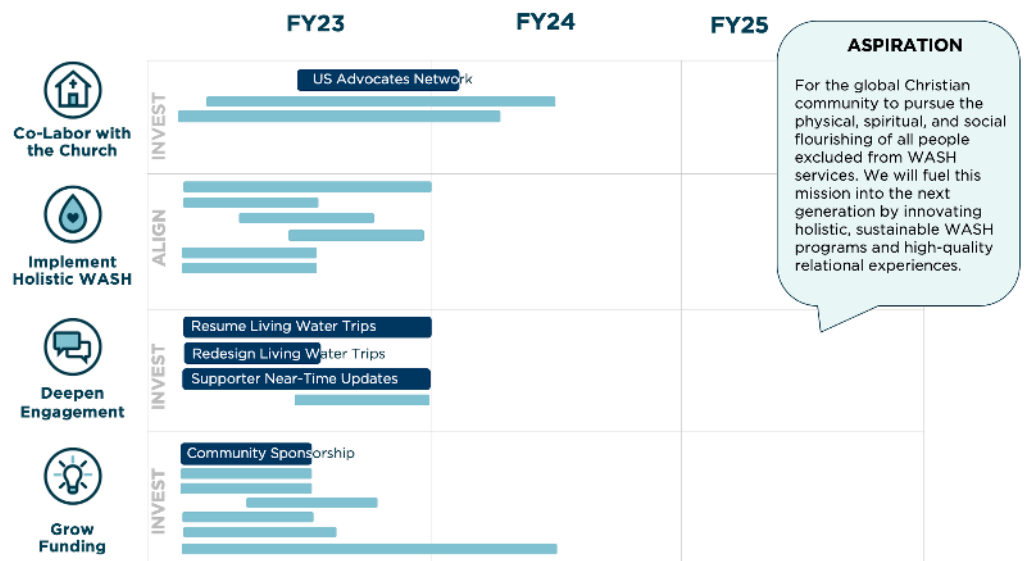 FY23
FY24
FY25
ASPIRATION
For the global Christian
community to pursue the
physical, spiritual, and social
flourishing of all people
excluded from WASH
services. We will fuel this
mission into the next
generation by innovating
holistic, sustainable WASH
programs and high-quality
relational experiences.
Co-Labor with
the Church
INVEST
US Advocates Network
Implement
Holistic WASH
ALIGN
Deepen
Engagement
INVEST
Resume Living Water Trips
Redesign Living Water Trips
Supporter Near-Time Updates
Grow
Funding
INVEST
Community Sponsorship